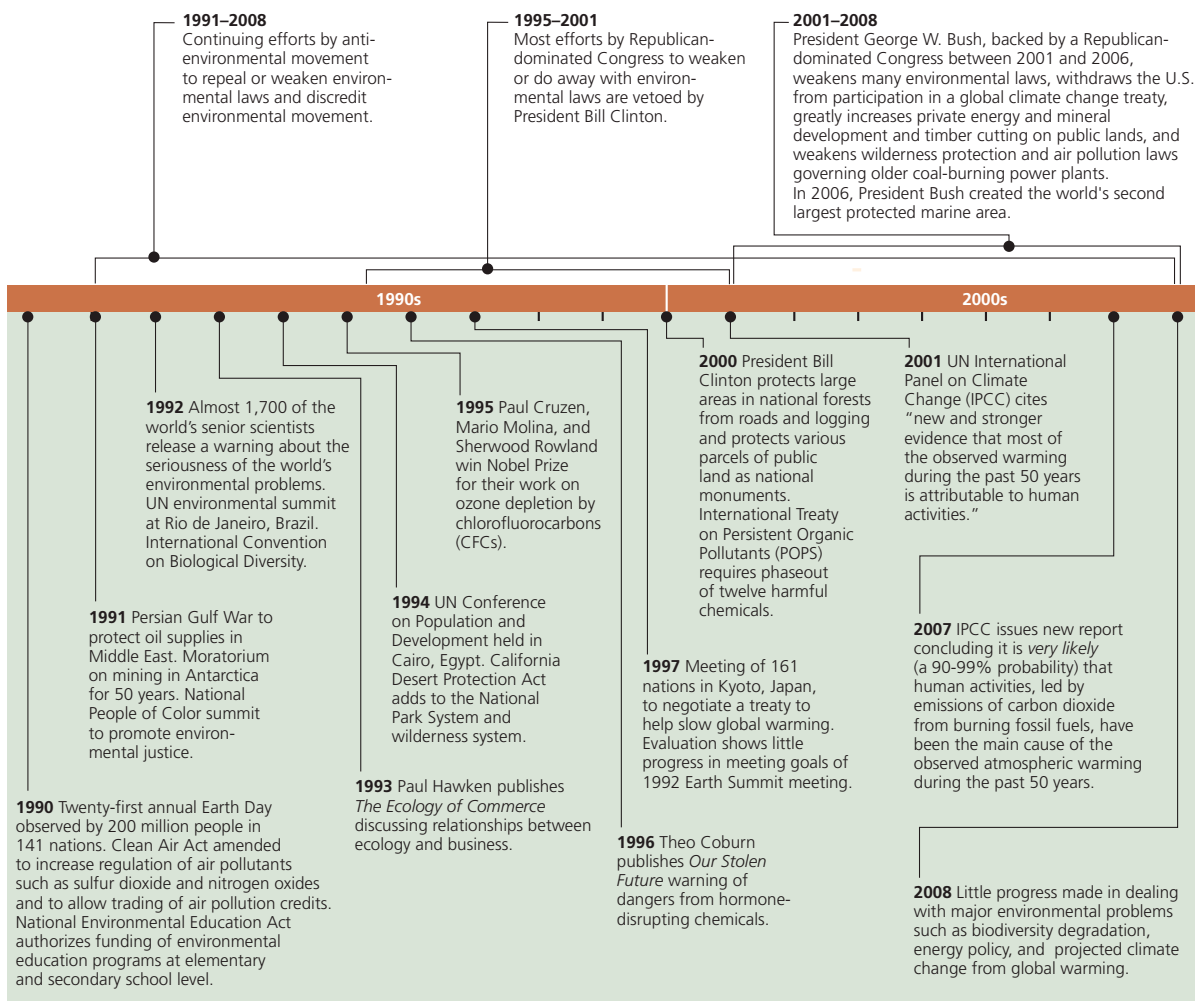 1991–2008
Continuing efforts by anti-
environmental movement
to repeal or weaken environ-
mental laws and discredit
environmental movement.
1995–2001
Most efforts by Republican-
dominated Congress to weaken
or do away with environ-
mental laws are vetoed by
President Bill Clinton.
2001–2008
President George W. Bush, backed by a Republican-
dominated Congress between 2001 and 2006,
weakens many environmental laws, withdraws the U.S.
from participation in a global climate change treaty,
greatly increases private energy and mineral
development and timber cutting on public lands, and
weakens wilderness protection and air pollution laws
governing older coal-burning power plants.
In 2006, President Bush created the world's second
largest protected marine area.
1990s
2000s
1990 Twenty-first annual Earth Day
observed by 200 million people in
141 nations. Clean Air Act amended
to increase regulation of air pollutants
such as sulfur dioxide and nitrogen oxides
and to allow trading of air pollution credits.
National Environmental Education Act
authorizes funding of environmental
education programs at elementary
and secondary school level.
1991 Persian Gulf War to
protect oil supplies in
Middle East. Moratorium
on mining in Antarctica
for 50 years. National
People of Color summit
to promote environ-
mental justice.
1992 Almost 1,700 of the
world's senior scientists
release a warning about the
seriousness of the world's
environmental problems.
UN environmental summit
at Rio de Janeiro, Brazil.
International Convention
on Biological Diversity.
1993 Paul Hawken publishes
The Ecology of Commerce
discussing relationships between
ecology and business.
1994 UN Conference
on Population and
Development held in
Cairo, Egypt. California
Desert Protection Act
adds to the National
Park System and
wilderness system.
1995 Paul Cruzen,
Mario Molina, and
Sherwood Rowland
win Nobel Prize
for their work on
ozone depletion by
chlorofluorocarbons
(CFCs).
1996 Theo Coburn
publishes Our Stolen
Future warning of
dangers from hormone-
disrupting chemicals.
1997 Meeting of 161
nations in Kyoto, Japan,
to negotiate a treaty to
help slow global warming.
Evaluation shows little
progress in meeting goals of
1992 Earth Summit meeting.
2000 President Bill
Clinton protects large
areas in national forests
from roads and logging
and protects various
parcels of public
land as national
monuments.
International Treaty
on Persistent Organic
Pollutants (POPS)
requires phaseout
of twelve harmful
chemicals.
2001 UN International
Panel on Climate
Change (IPCC) cites
“new and stronger
evidence that most of
the observed warming
during the past 50 years
is attributable to human
activities.”
2007 IPCC issues new report
concluding it is very likely
(a 90-99% probability) that
human activities, led by
emissions of carbon dioxide
from burning fossil fuels, have
been the main cause of the
observed atmospheric warming
during the past 50 years.
2008 Little progress made in dealing
with major environmental problems
such as biodiversity degradation,
energy policy, and projected climate
change from global warming.